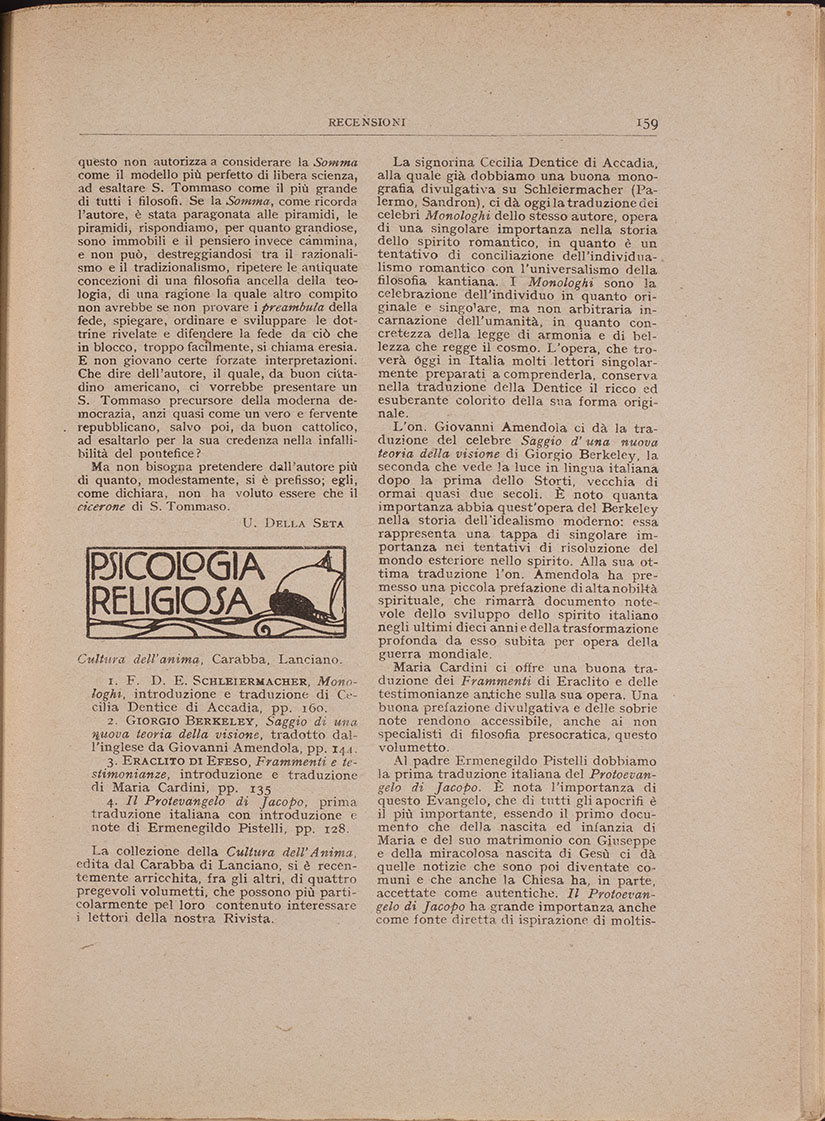 RECENSIONI 159
questo non autorizza a considerare la Somma
come il modello più perfetto di libera scienza,
ad esaltare S. Tommaso come il più grande
di tutti i filosofi. Se la Somma, come ricorda
l'autore, è stata paragonata alle piramidi, le
piramidi, rispondiamo, per quanto grandiose,
sono immobili e il pensiero invece cammina,
e non può, destreggiandosi tra il razionali-
smo e il tradizionalismo, ripetere le antiquate
concezioni di una filosofia ancella della teo-
logia, di una ragione la quale altro compito
non avrebbe se non provare i preambula della
fede, spiegare, ordinare e sviluppare le dot-
trine rivelate e difendere la fede da ciò che
in blocco, troppo facilmente, si chiama eresia.
E non giovano certe forzate interpretazioni.
Che dire dell'autore, il quale, da buon citta-
dino americano, ci vorrebbe presentare un
S. Tommaso precursore della moderna de-
mocrazia, anzi quasi come un vero e fervente
repubblicano, salvo poi, da buon cattolico,
ad esaltarlo per la sua credenza nella infalli-
bilità del pontefice?
Ma non bisogna pretendere dall'autore più
di quanto, modestamente, si è prefisso; egli,
come dichiara, non ha voluto essere che il
cicerone di S. Tommaso.
U. DELLA SETA
PSICOLOGIA
RELIGIOSA
Cultura dell'anima, Carabba, Lanciano.
1. F. D. E. SCHLEIERMACHER, Mono-
loghi, introduzione e traduzione di Ce-
cilia Dentice di Accadia, pp. 160.
2. GIORGIO BERKELEY, Saggio di una
nuova teoria della visione, tradotto dal-
l'inglese da Giovanni Amendola, pp. 144.
3. ERACLITO DI EFESO, Frammenti e te-
stimonianze, introduzione e traduzione
di Maria Cardini, pp. 135
4. Il Protevangelo di Jacopo, prima
traduzione italiana con introduzione e
note di Ermenegildo Pistelli, pp. 128.
La collezione della Cultura dell'Anima,
edita dal Carabba di Lanciano, si è recen-
temente arricchita, fra gli altri, di quattro
pregevoli volumetti, che possono più parti-
colarmente pel loro contenuto interessare
i lettori della nostra Rivista.
La signorina Cecilia Dentice di Accadia,
alla quale già dobbiamo una buona mono-
grafia divulgativa su Schleiermacher (Pa-
lermo, Sandron), ci dà oggi la traduzione dei
celebri Monologhi dello stesso autore, opera
di una singolare importanza nella storia
dello spirito romantico, in quanto è un
tentativo di conciliazione dell'individua-
lismo romantico con l'universalismo della
filosofia kantiana. I Monologhi sono la
celebrazione dell'individuo in quanto ori-
ginale e singo'are, ma non arbitraria in-
carnazione dell'umanità, in quanto con-
cretezza della legge di armonia e di bel-
lezza che regge il cosmo. L'opera, che tro-
verà oggi in Italia molti lettori singolar-
mente preparati a comprenderla, conserva
nella traduzione della Dentice il ricco ed
esuberante colorito della sua forma origi-
nale.
L'on. Giovanni Amendola ci dà la tra-
duzione del celebre Saggio d'una nuova
teoria della visione di Giorgio Berkeley, la
seconda che vede la luce in lingua italiana
dopo la prima dello Storti, vecchia di
ormai quasi due secoli. È noto quanta
importanza abbia quest'opera del Berkeley
nella storia dell'idealismo moderno: essa
rappresenta una tappa di singolare im-
portanza nei tentativi di risoluzione del
mondo esteriore nello spirito. Alla sua ot-
tima traduzione l'on. Amendola ha pre-
messo una piccola prefazione di alta nobiltà
spirituale, che rimarrà documento note-
vole dello sviluppo dello spirito italiano
negli ultimi dieci anni e della trasformazione
profonda da esso subita per opera della
guerra mondiale.
Maria Cardini ci offre una buona tra-
duzione dei Frammenti di Eraclito e delle
testimonianze antiche sulla sua opera. Una
buona prefazione divulgativa e delle sobrie
note rendono accessibile, anche ai non
specialisti di filosofia presocratica, questo
volumetto.
Al padre Ermenegildo Pistelli dobbiamo
la prima traduzione italiana del Protoevan-
gelo di Jacopo. È nota l'importanza di
questo Evangelo, che di tutti gli apocrifi è
il più importante, essendo il primo docu-
mento che della nascita ed infanzia di
Maria e del suo matrimonio con Giuseppe
e della miracolosa nascita di Gesù ci dà
quelle notizie che sono poi diventate co-
muni e che anche la Chiesa ha, in parte,
accettate come autentiche. Il Protoevan-
gelo di Jacopo ha grande importanza anche
come fonte diretta di ispirazione di moltis-